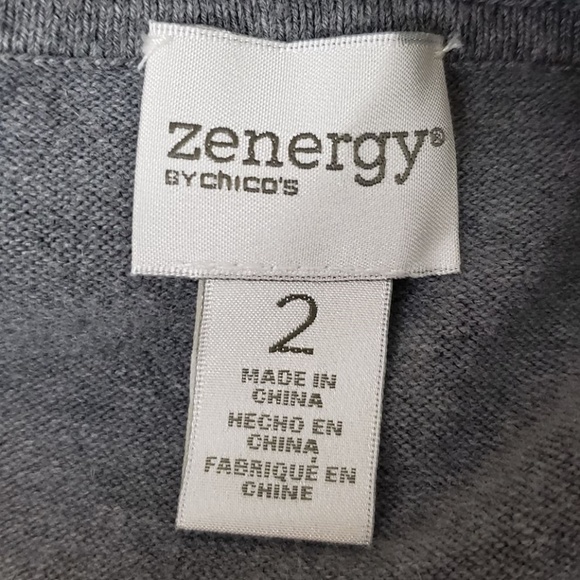 zenergy®
BY chico's
2
MADE IN
CHINA
HECHO EN
CHINA
FABRIQUÉ EN
CHINE